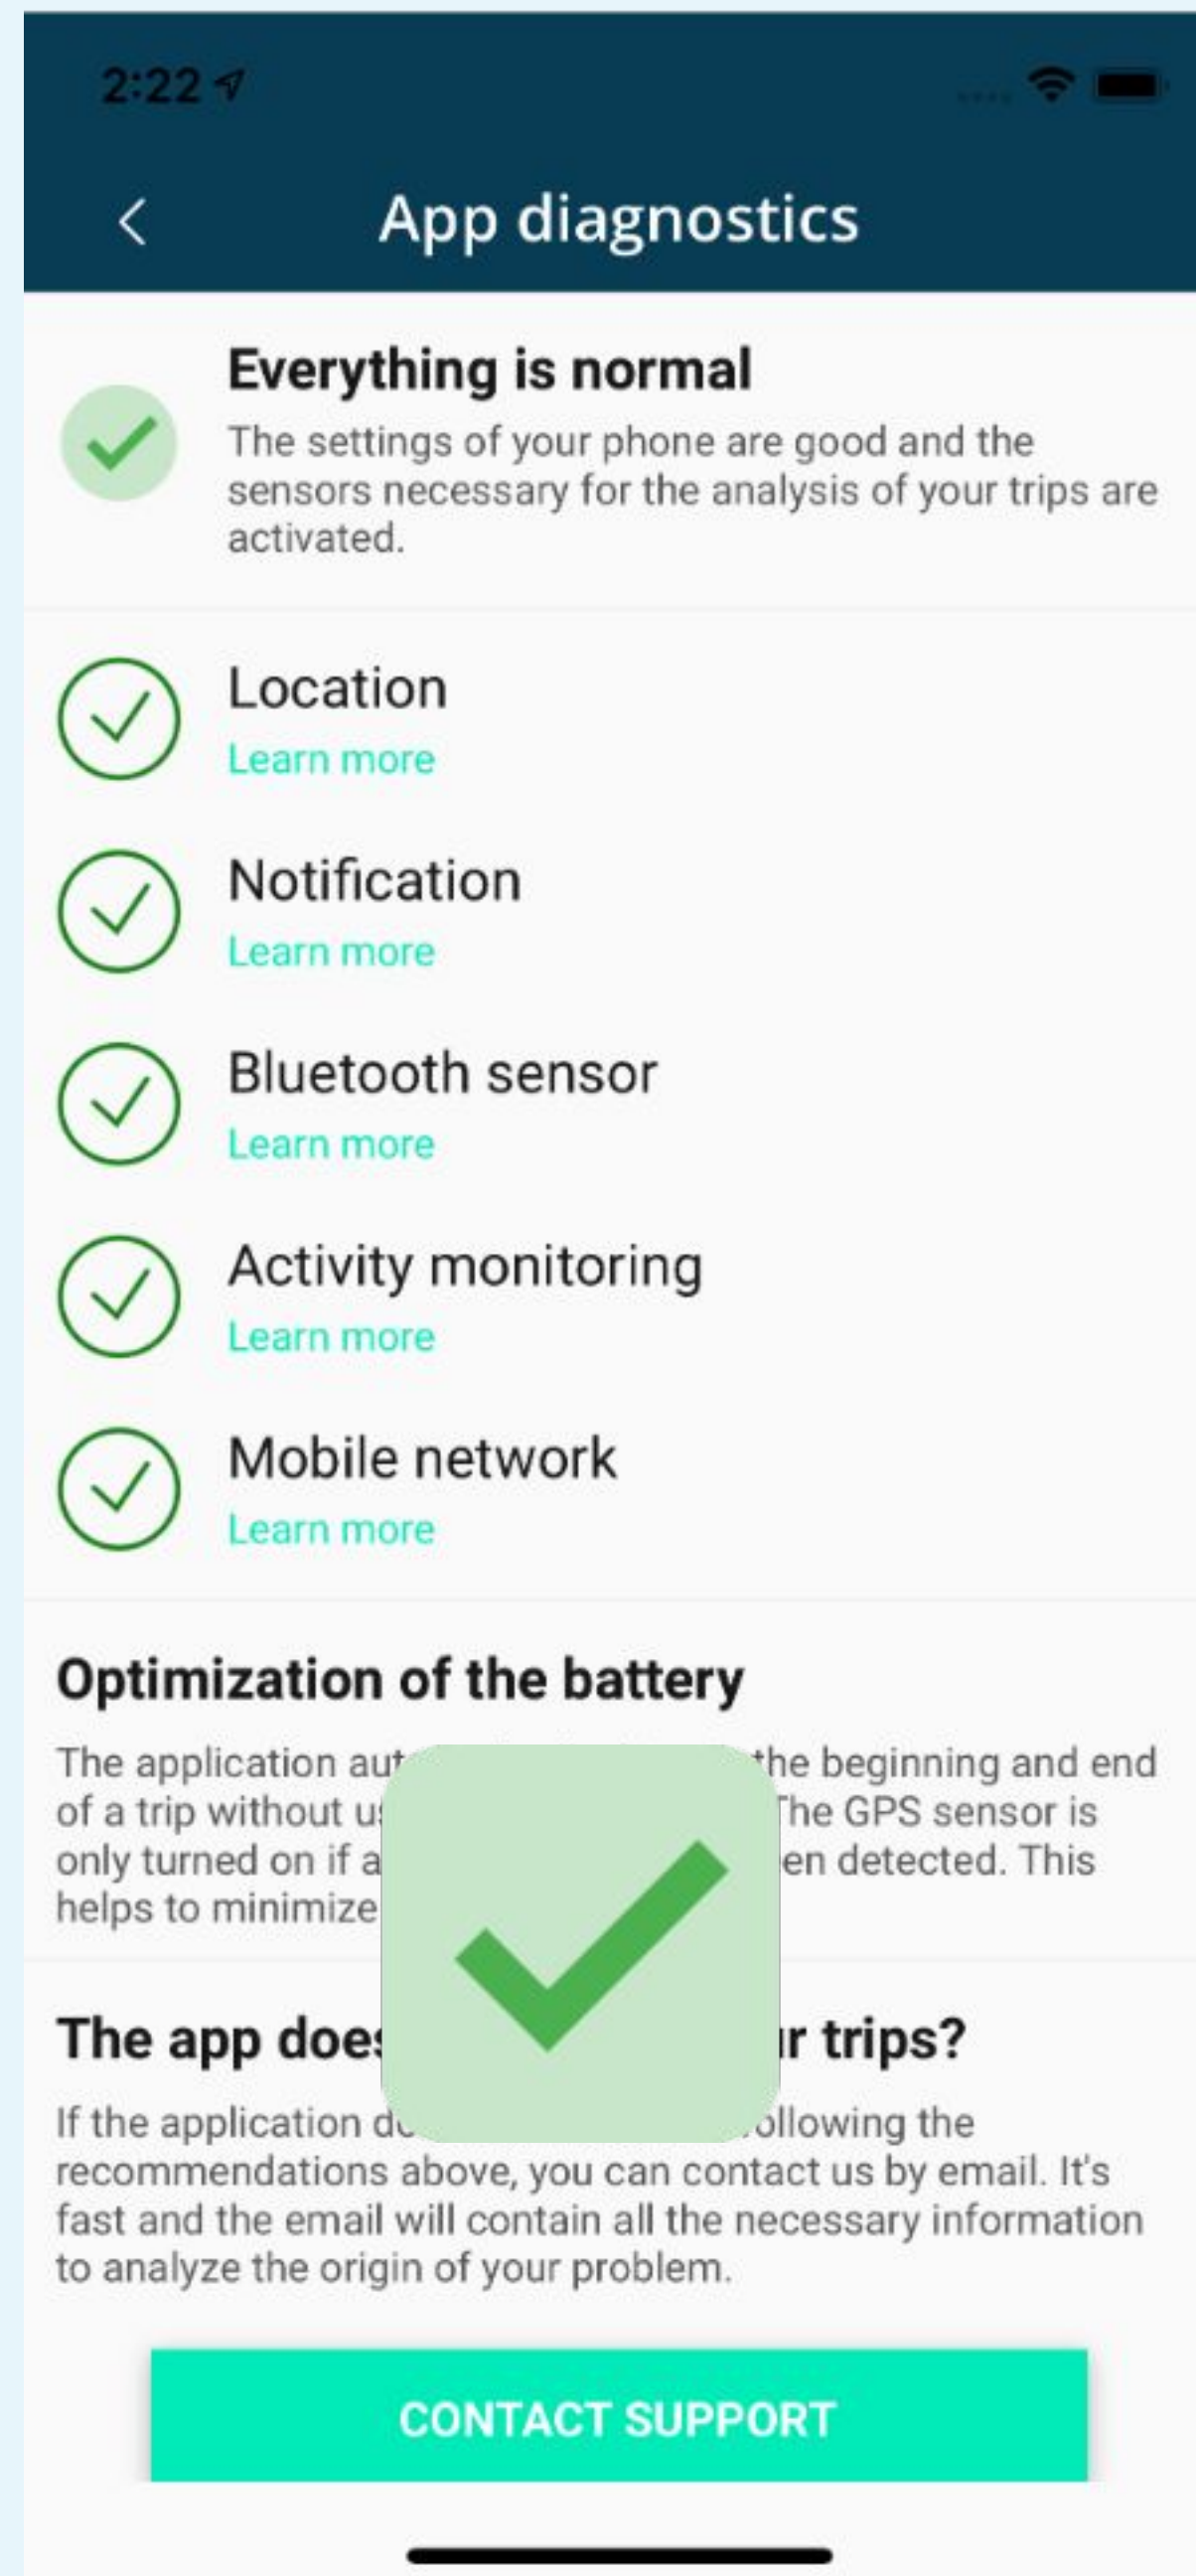 2:22
App diagnostics
Everything is normal
The settings of your phone are good and the
sensors necessary for the analysis of your trips are
activated.
Location
Learn more
Notification
Learn more
Bluetooth sensor
Learn more
Activity monitoring
Learn more
Mobile network
Learn more
Optimization of the battery
The application the beginning and end
of a trip without The GPS sensor is
only turned on if detected. This
helps to minimize
The app trips?
If the application following the
recommendations above, you can contact us by email. It's
fast and the email will contain all the necessary information
to analyze the origin of your problem.
CONTACT SUPPORT